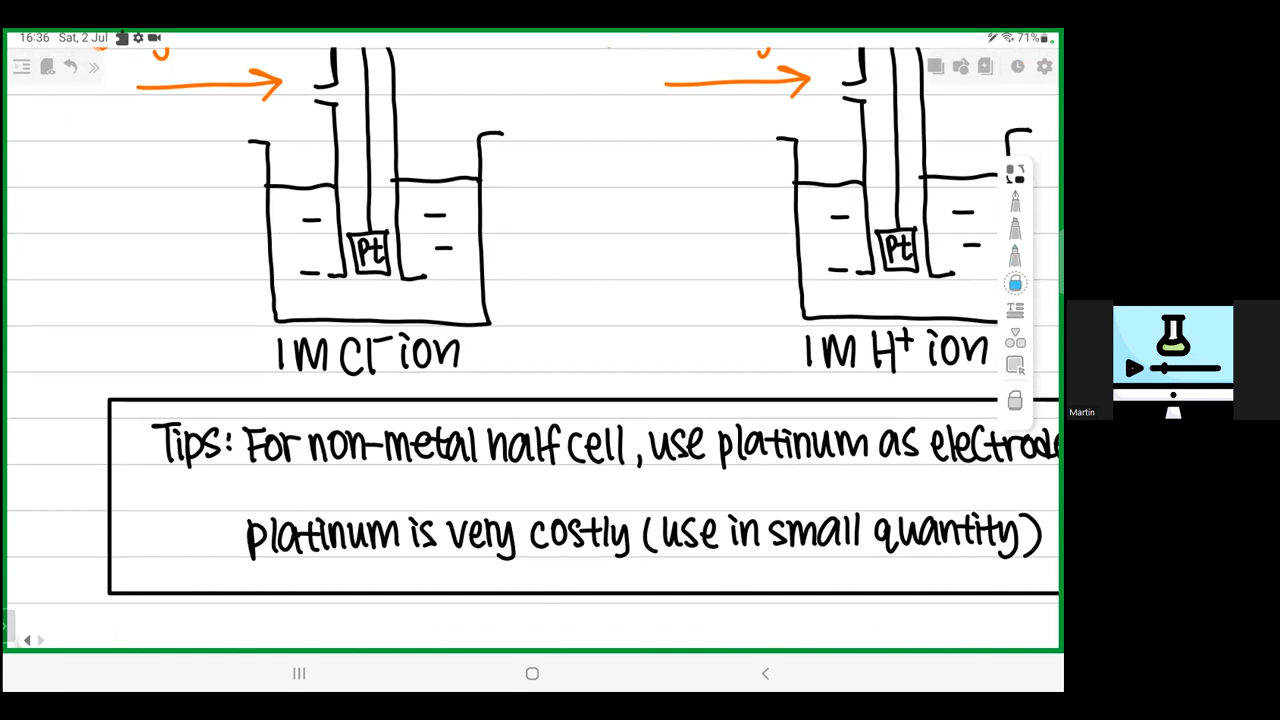 16:36 Sat, 2 Jul
71%
Pt
Pt
1M Cl⁻ ion
1M H⁺ ion
Tips: For non-metal half cell, use platinum as electrode
platinum is very costly (use in small quantity)
Martin